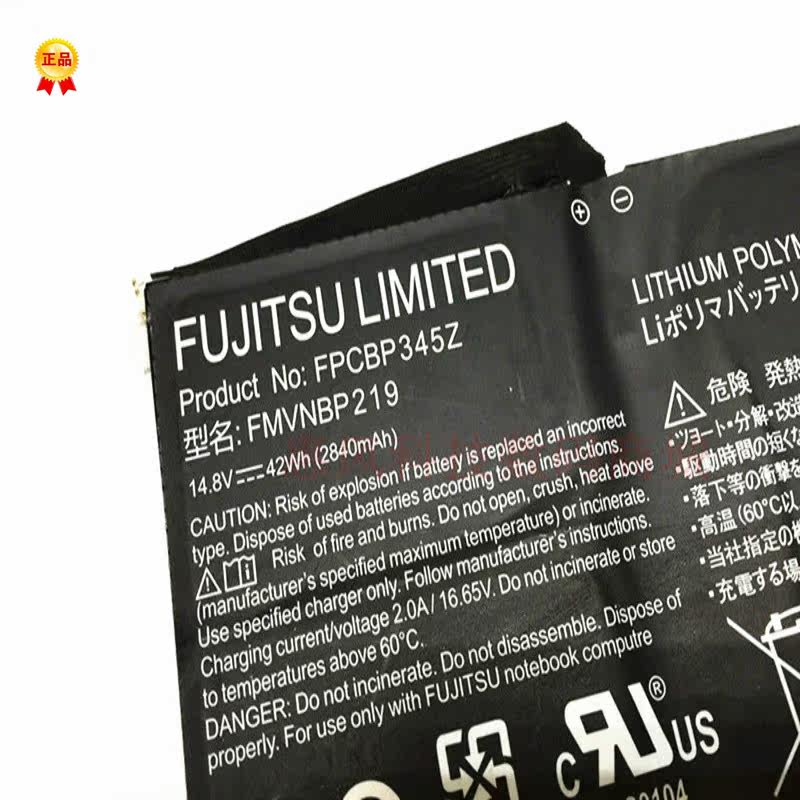 正品
FUJITSU LIMITED
Product No: FPCBP345Z
型名: FMVNBP219
14.8V⎓42Wh (2840mAh)
CAUTION: Risk of explosion if battery is replaced an incorrect
type. Dispose of used batteries according to the instructions.
Risk of fire and burns. Do not open, crush, heat above
(manufacturer's specified maximum temperature) or incinerate.
Use specified charger only. Follow manufacturer's instructions.
Charging current/voltage 2.0A / 16.65V. Do not incinerate or store
to temperatures above 60°C.
DANGER: Do not incinerate. Do not disassemble. Dispose of
properly. For use only with FUJITSU notebook computre
LITHIUM POLYM
Liポリマバッテリ
危険 発熱
・ショート・分解・改造
・駆動時間の短く
・落下等の衝撃を
・高温 (60°C以
・当社指定の機
・充電する場
c RU® US